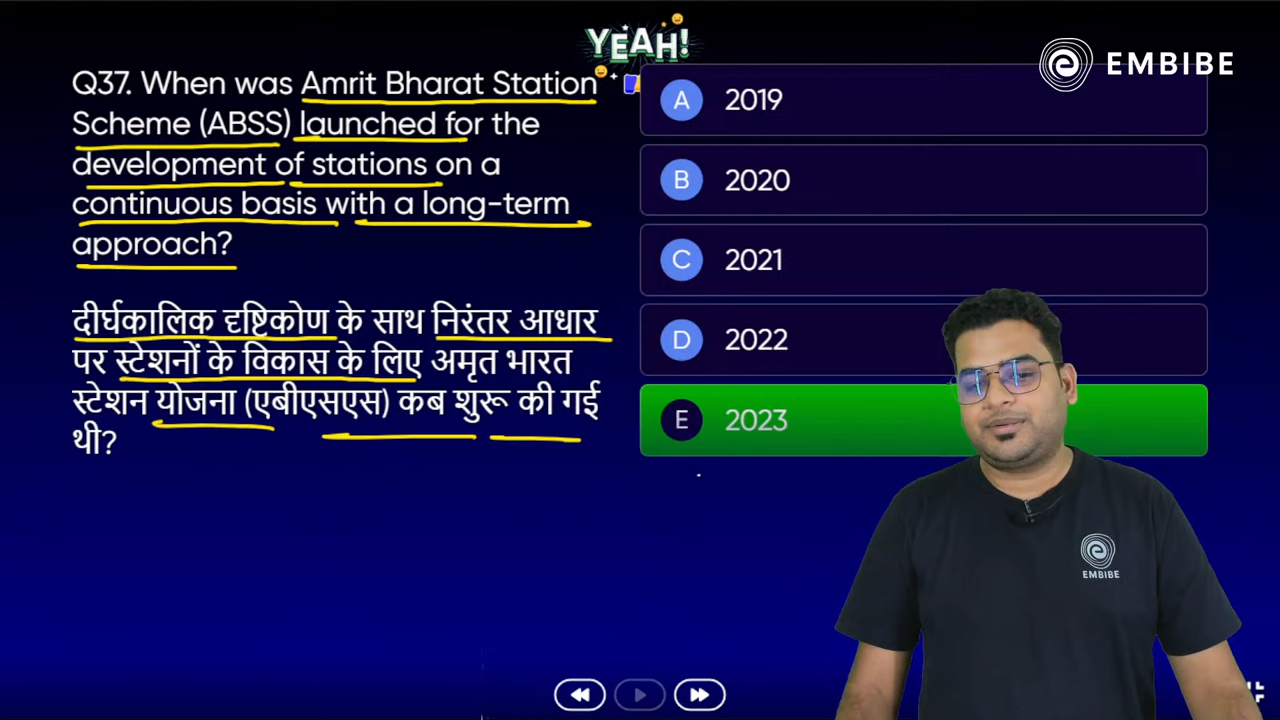 YEAH!
EMBIBE
Q37. When was Amrit Bharat Station
Scheme (ABSS) launched for the
development of stations on a
continuous basis with a long-term
approach?
दीर्घकालिक दृष्टिकोण के साथ निरंतर आधार
पर स्टेशनों के विकास के लिए अमृत भारत
स्टेशन योजना (एबीएसएस) कब शुरू की गई
थी?
A 2019
B 2020
C 2021
D 2022
E 2023
EMBIBE